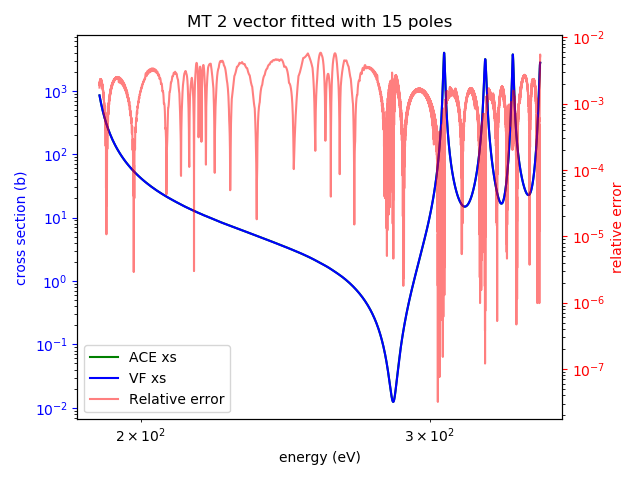 MT 2 vector fitted with 15 poles
cross section (b)
10³
10²
10¹
10⁰
10⁻¹
10⁻²
10⁻²
10⁻³
10⁻⁴
10⁻⁵
10⁻⁶
10⁻⁷
relative error
ACE xs
VF xs
Relative error
2 × 10² 3 × 10²
energy (eV)